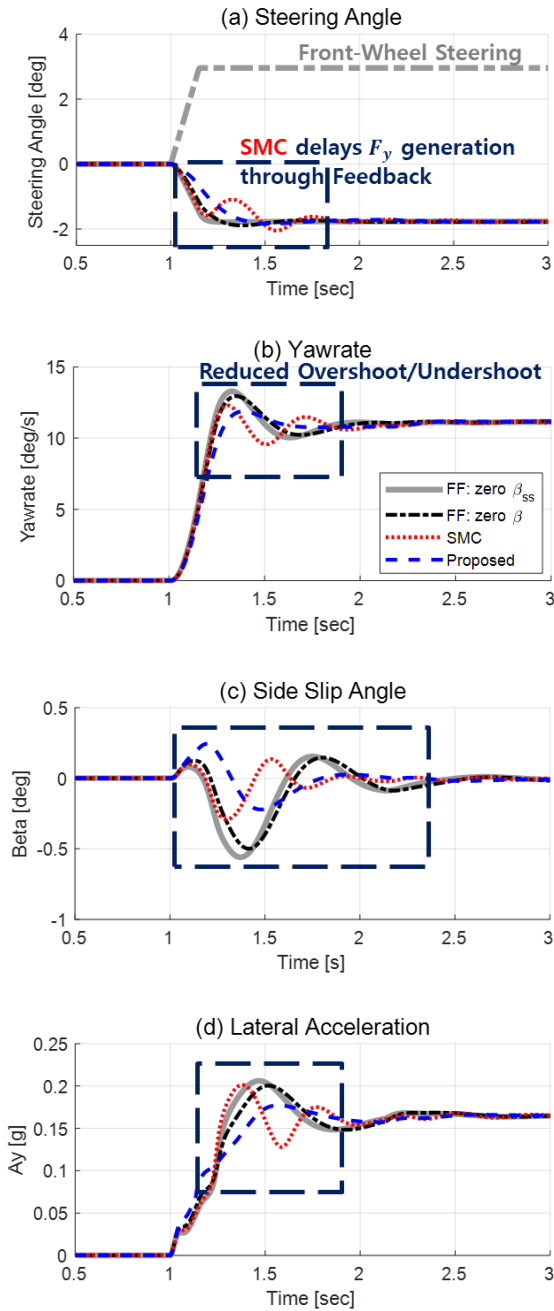 (a) Steering Angle
4
Front-Wheel Steering
2
SMC delays F_y generation
through Feedback
0
-2
Steering Angle [deg]
0.5 1 1.5 2 2.5 3
Time [sec]
(b) Yawrate
15
Reduced Overshoot/Undershoot
10
5
0
Yawrate [deg/s]
FF: zero β_ss
FF: zero β
SMC
Proposed
0.5 1 1.5 2 2.5 3
Time [sec]
(c) Side Slip Angle
0.5
0
-0.5
-1
Beta [deg]
0.5 1 1.5 2 2.5 3
Time [s]
(d) Lateral Acceleration
0.25
0.2
0.15
0.1
0.05
0
Ay [g]
0.5 1 1.5 2 2.5 3
Time [sec]